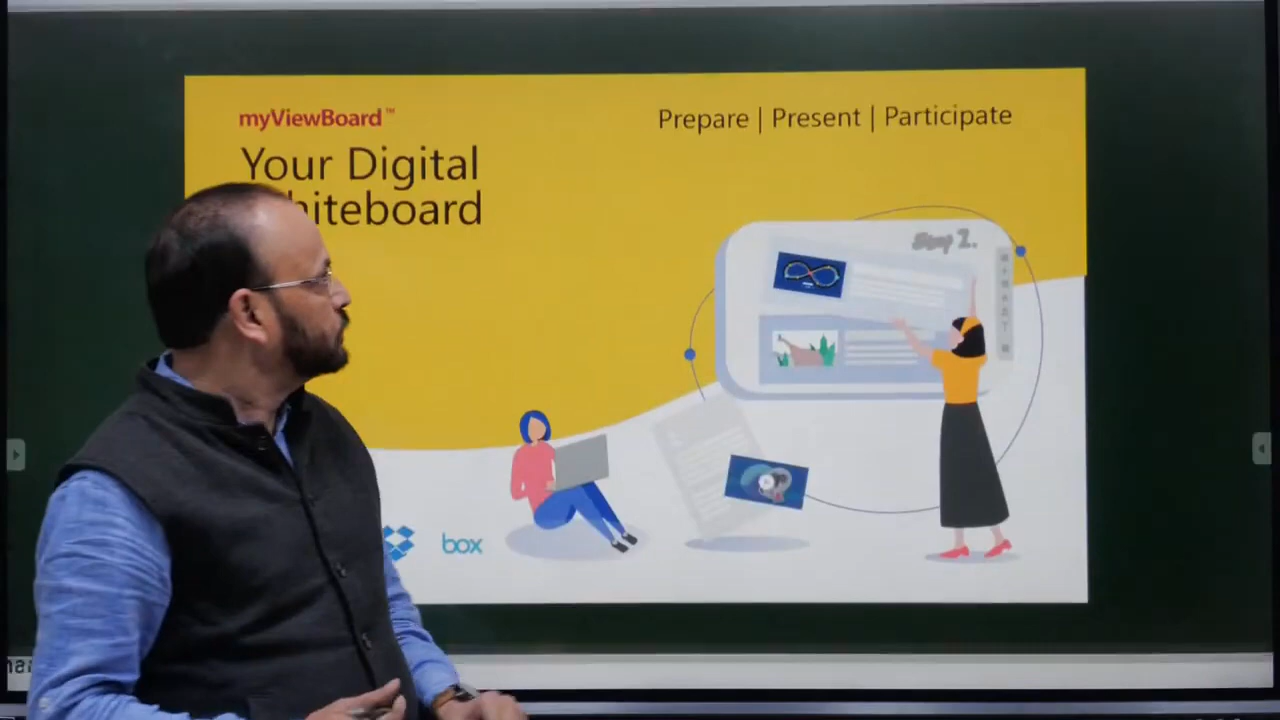 myViewBoard™
Prepare | Present | Participate
Your Digital
hiteboard
Step 2.
box